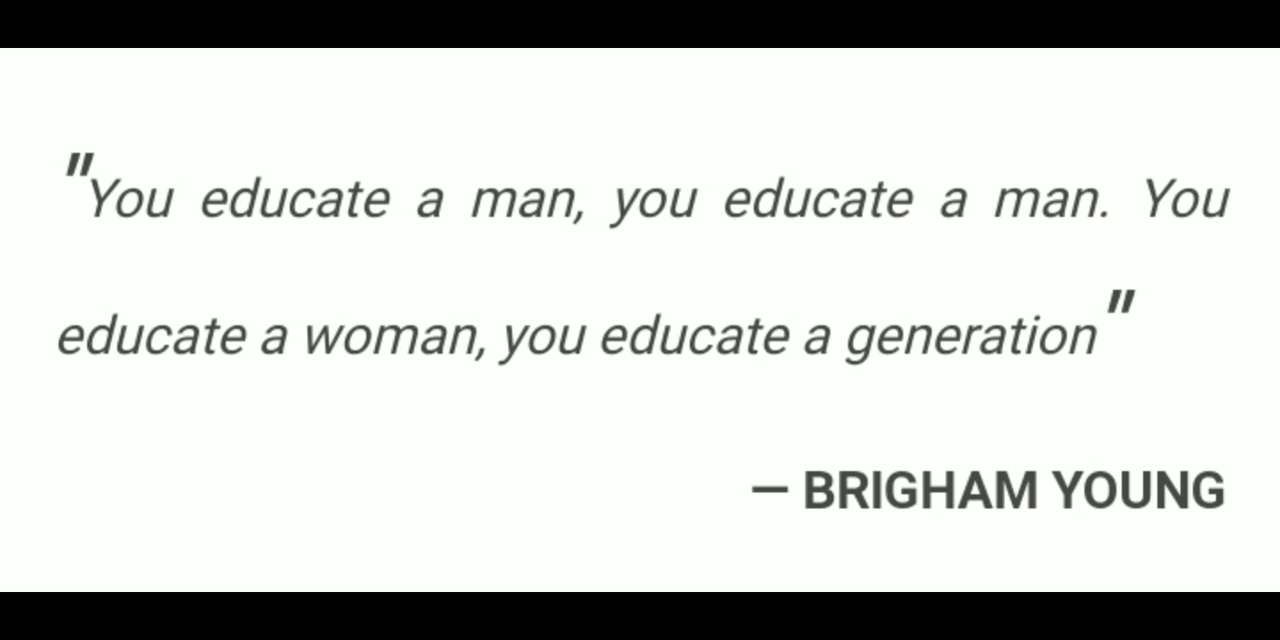 "You educate a man, you educate a man. You
educate a woman, you educate a generation"
— BRIGHAM YOUNG